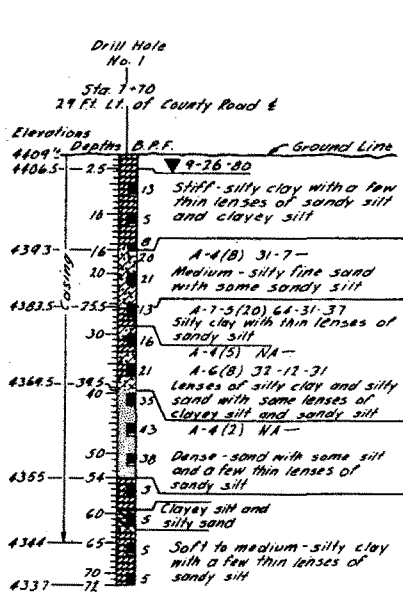 Drill Hole
No. 1
Sta. 7+70
29 Ft. Lt. of County Road ⅊
Elevations
Depths B.P.F.
Ground Line
4409
4406.5 2.5 9-26-80
13 Stiff-silty clay with a few
thin lenses of sandy silt
10 5 and clayey silt
8
4393 16
20 A-4(8) 31-7-
20 21 Medium-silty fine sand
with some sandy silt
4383.5 25.5 13 A-7-5(20) 64-31-37
Silty clay with thin lenses of
30 16 sandy silt
A-4(5) NA-
21 A-6(8) 32-12-31
4369.5 39.5 Lenses of silty clay and silty
40 35 sand with some lenses of
clayey silt and sandy silt
43 A-4(2) NA-
50 38 Dense-sand with some silt
and a few thin lenses of
4355 54 sandy silt
3
60 Clayey silt and
5 silty sand
4344 65
5 Soft to medium-silty clay
with a few thin lenses of
70 5 sandy silt
4337 72
Casing